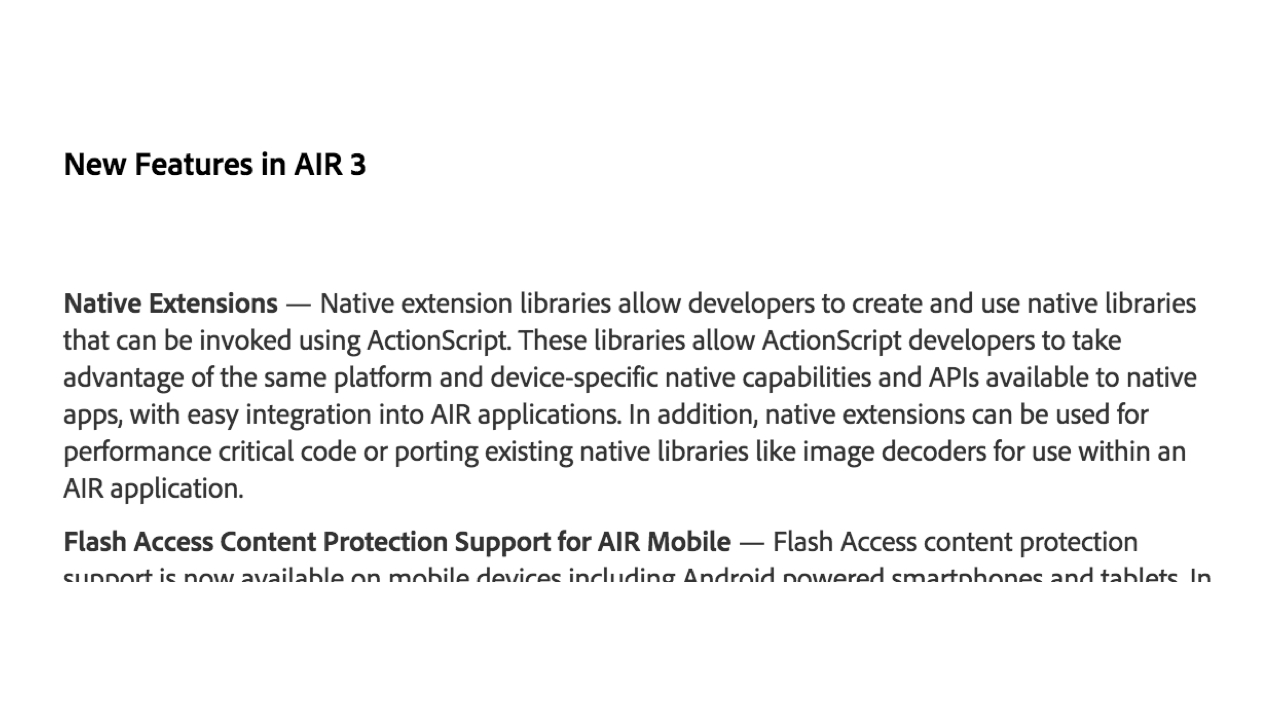 New Features in AIR 3
Native Extensions — Native extension libraries allow developers to create and use native libraries
that can be invoked using ActionScript. These libraries allow ActionScript developers to take
advantage of the same platform and device-specific native capabilities and APIs available to native
apps, with easy integration into AIR applications. In addition, native extensions can be used for
performance critical code or porting existing native libraries like image decoders for use within an
AIR application.
Flash Access Content Protection Support for AIR Mobile — Flash Access content protection
support is now available on mobile devices including Android powered smartphones and tablets. In